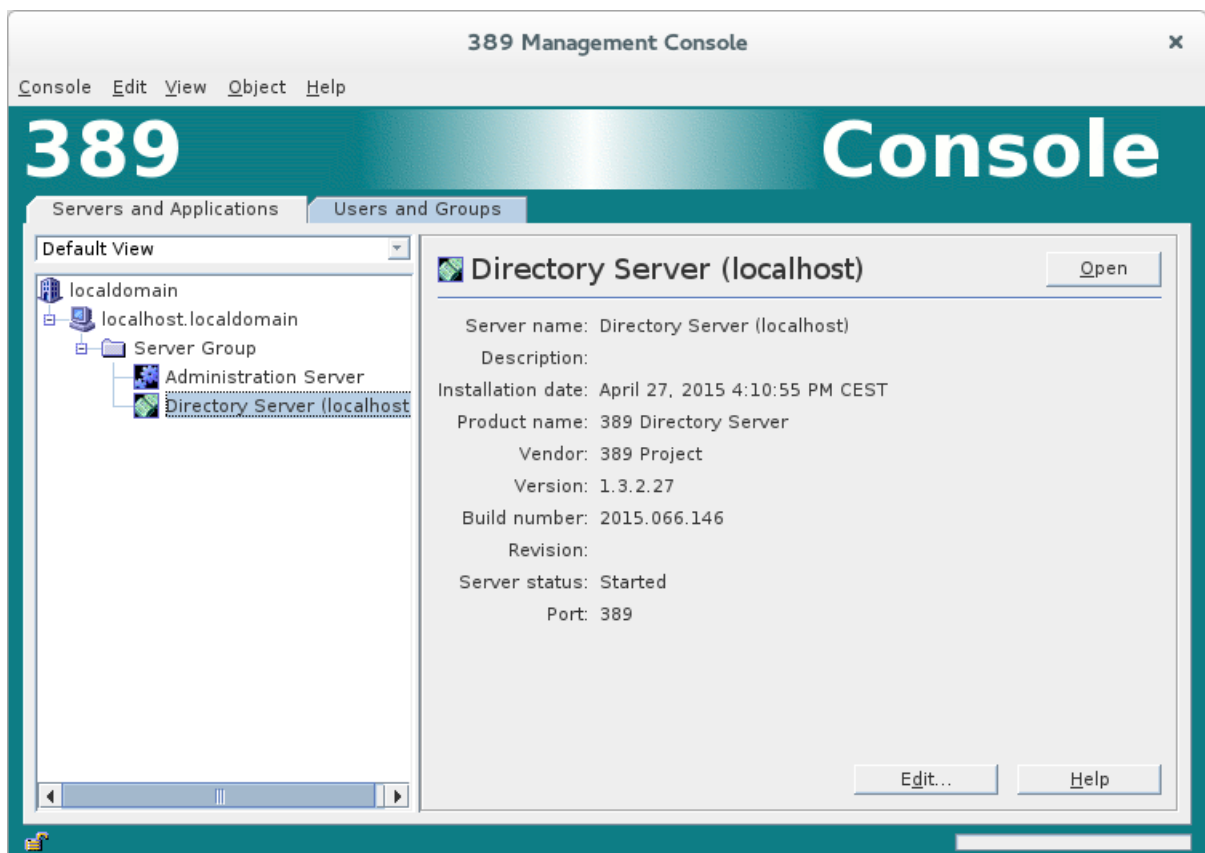 389 Management Console
Console Edit View Object Help
389 Console
Servers and Applications Users and Groups
Default View
localdomain
localhost.localdomain
Server Group
Administration Server
Directory Server (localhost
Directory Server (localhost) Open
Server name: Directory Server (localhost)
Description:
Installation date: April 27, 2015 4:10:55 PM CEST
Product name: 389 Directory Server
Vendor: 389 Project
Version: 1.3.2.27
Build number: 2015.066.146
Revision:
Server status: Started
Port: 389
Edit... Help